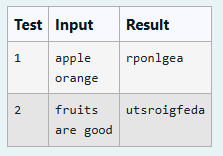 Test Input Result
1 apple rponlgea
orange
2 fruits utsroigfeda
are good